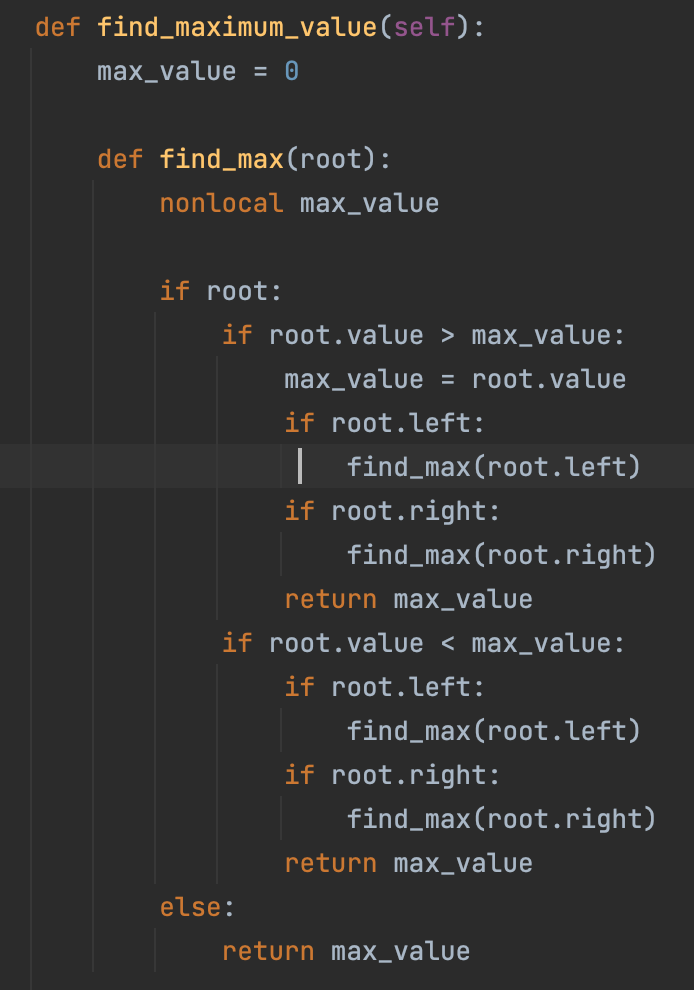 def find_maximum_value(self):
    max_value = 0

    def find_max(root):
        nonlocal max_value

        if root:
            if root.value > max_value:
                max_value = root.value
                if root.left:
                    find_max(root.left)
                if root.right:
                    find_max(root.right)
                return max_value
            if root.value < max_value:
                if root.left:
                    find_max(root.left)
                if root.right:
                    find_max(root.right)
                return max_value
        else:
            return max_value